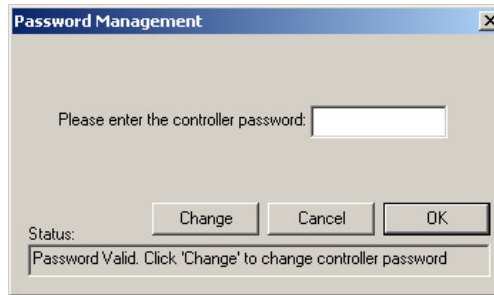 Password Management
Please enter the controller password:
Change Cancel OK
Status:
Password Valid. Click 'Change' to change controller password